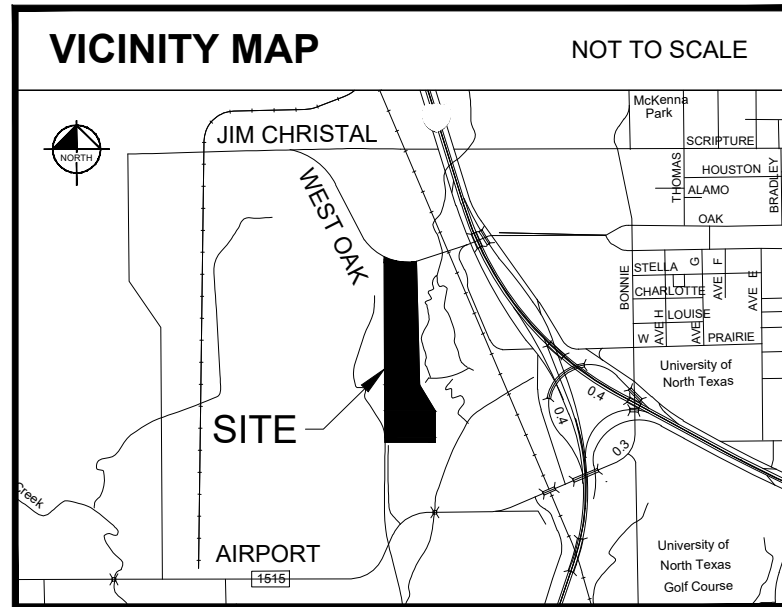 VICINITY MAP
NOT TO SCALE
McKenna
Park
JIM CHRISTAL
NORTH
SCRIPTURE
THOMAS
HOUSTON
BRADLEY
ALAMO
WEST OAK
OAK
BONNIE
STELLA
G
AVE F
AVE E
CHARLOTTE
AVE H
LOUISE
AVE
W
PRAIRIE
University of
North Texas
0.4
0.4
SITE
0.3
Creek
AIRPORT
1515
University of
North Texas
Golf Course